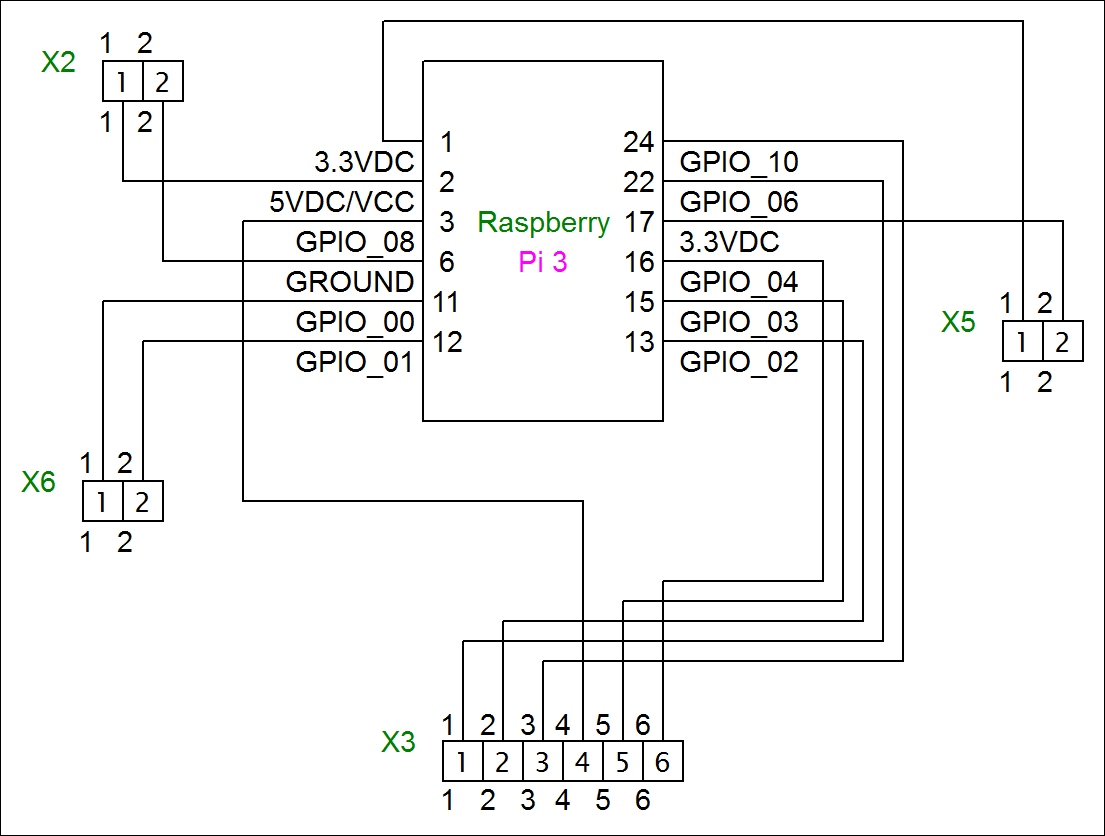 X2
1 2
1 2
1 2
1 24
3.3VDC GPIO_10
2 22
5VDC/VCC GPIO_06
3 Raspberry 17
GPIO_08 3.3VDC
6 Pi 3 16
GROUND GPIO_04
11 15
GPIO_00 GPIO_03
12 13
GPIO_01 GPIO_02
X5
1 2
1 2
1 2
X6
1 2
1 2
1 2
X3
1 2 3 4 5 6
1 2 3 4 5 6
1 2 3 4 5 6